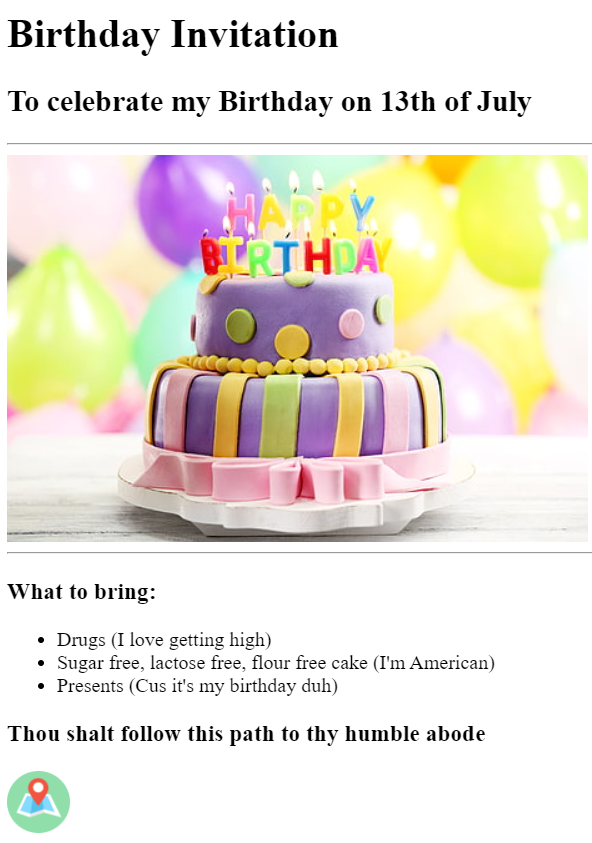 Birthday Invitation
To celebrate my Birthday on 13th of July
HAPPY
BIRTHDAY
What to bring:
Drugs (I love getting high)
Sugar free, lactose free, flour free cake (I'm American)
Presents (Cus it's my birthday duh)
Thou shalt follow this path to thy humble abode